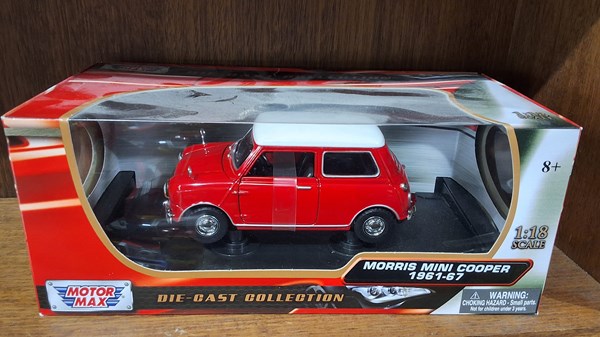 8+
1:18
SCALE
MORRIS MINI COOPER
1961-67
MOTOR
MAX
DIE-CAST COLLECTION
WARNING:
CHOKING HAZARD - Small parts.
Not for children under 3 years.